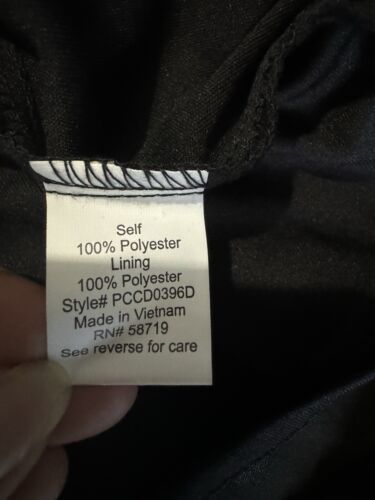 Self
100% Polyester
Lining
100% Polyester
Style# PCCD0396D
Made in Vietnam
RN# 58719
See reverse for care